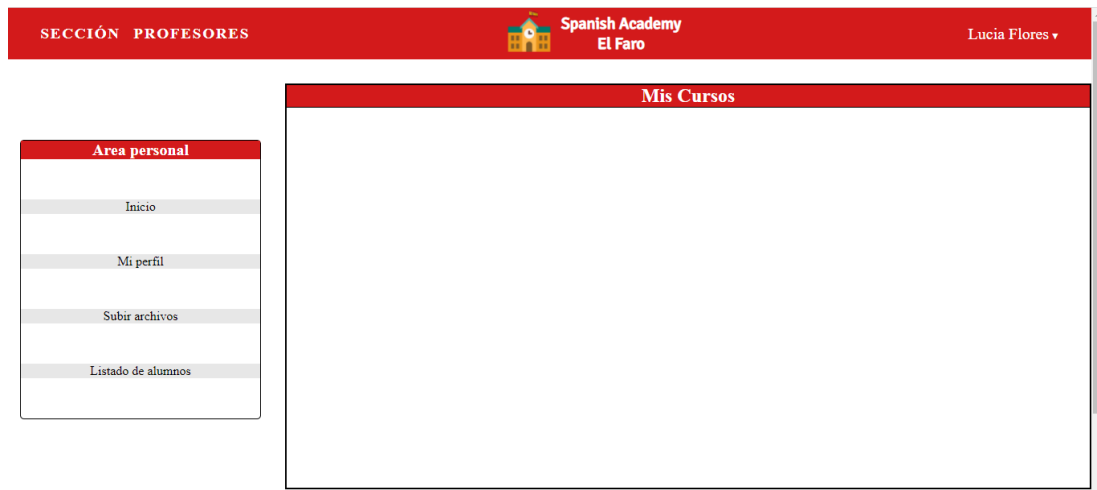 SECCIÓN PROFESORES
Spanish Academy
El Faro
Lucia Flores ▾
Mis Cursos
Area personal
Inicio
Mi perfil
Subir archivos
Listado de alumnos